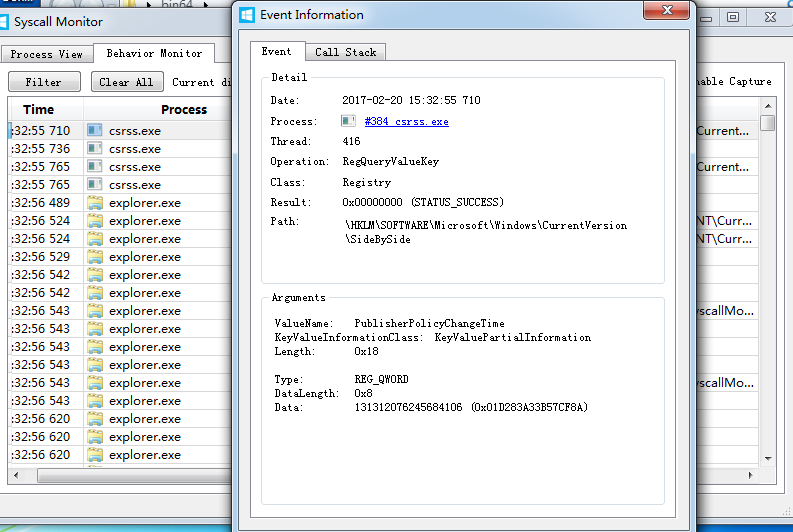 bin64
Syscall Monitor
Process View
Behavior Monitor
Filter
Clear All
Current di
nable Capture
Time
Process
:32:55 710 csrss.exe
Current...
:32:55 736 csrss.exe
:32:55 765 csrss.exe
Current...
:32:55 765 csrss.exe
:32:56 489 explorer.exe
:32:56 524 explorer.exe
NT\Curr...
:32:56 524 explorer.exe
NT\Curr...
:32:56 529 explorer.exe
:32:56 542 explorer.exe
:32:56 542 explorer.exe
:32:56 543 explorer.exe
yscallMo...
:32:56 543 explorer.exe
:32:56 543 explorer.exe
:32:56 543 explorer.exe
:32:56 543 explorer.exe
yscallMo...
:32:56 543 explorer.exe
:32:56 620 explorer.exe
:32:56 620 explorer.exe
:32:56 620 explorer.exe
Event Information
Event
Call Stack
Detail
Date: 2017-02-20 15:32:55 710
Process: #384 csrss.exe
Thread: 416
Operation: RegQueryValueKey
Class: Registry
Result: 0x00000000 (STATUS_SUCCESS)
Path: \HKLM\SOFTWARE\Microsoft\Windows\CurrentVersion
\SideBySide
Arguments
ValueName: PublisherPolicyChangeTime
KeyValueInformationClass: KeyValuePartialInformation
Length: 0x18
Type: REG_QWORD
DataLength: 0x8
Data: 131312076245684106 (0x01D283A33B57CF8A)